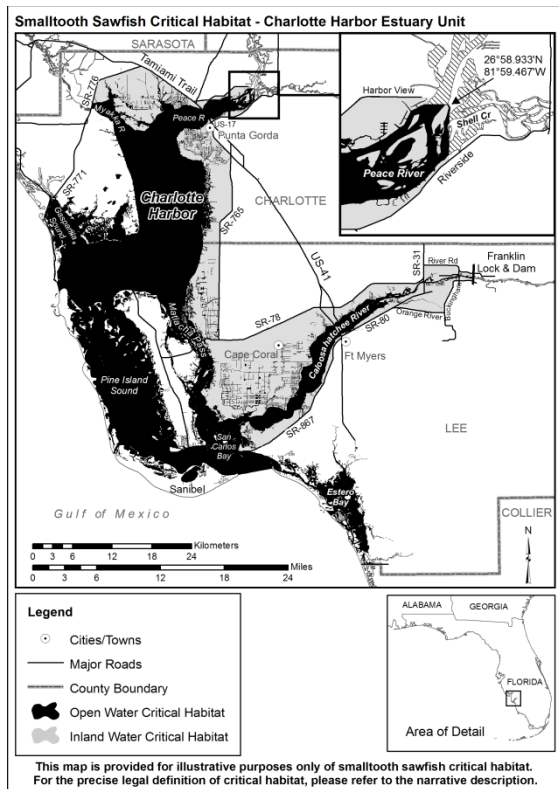 Smalltooth Sawfish Critical Habitat - Charlotte Harbor Estuary Unit
SARASOTA
Tamiami Trail
SR-776
Myakka R
Peace R
US-17
Punta Gorda
SR-771
Gasparilla Sound
Charlotte Harbor
SR-765
CHARLOTTE
US-41
Harbor View
26°58.933'N
81°59.467'W
Shell Cr
Peace River
Riverside
SR-31
River Rd
Franklin
Lock & Dam
Buckingham
Orange River
SR-78
SR-80
Caloosahatchee River
Cape Coral
Ft Myers
Pine Island
Sound
SR-867
San
Carlos
Bay
LEE
Sanibel
Estero
Bay
Gulf of Mexico
COLLIER
Kilometers
0 3 6 12 18 24
Miles
0 3 6 12 18 24
N
Legend
Cities/Towns
Major Roads
County Boundary
Open Water Critical Habitat
Inland Water Critical Habitat
ALABAMA
GEORGIA
FLORIDA
Area of Detail
This map is provided for illustrative purposes only of smalltooth sawfish critical habitat.
For the precise legal definition of critical habitat, please refer to the narrative description.